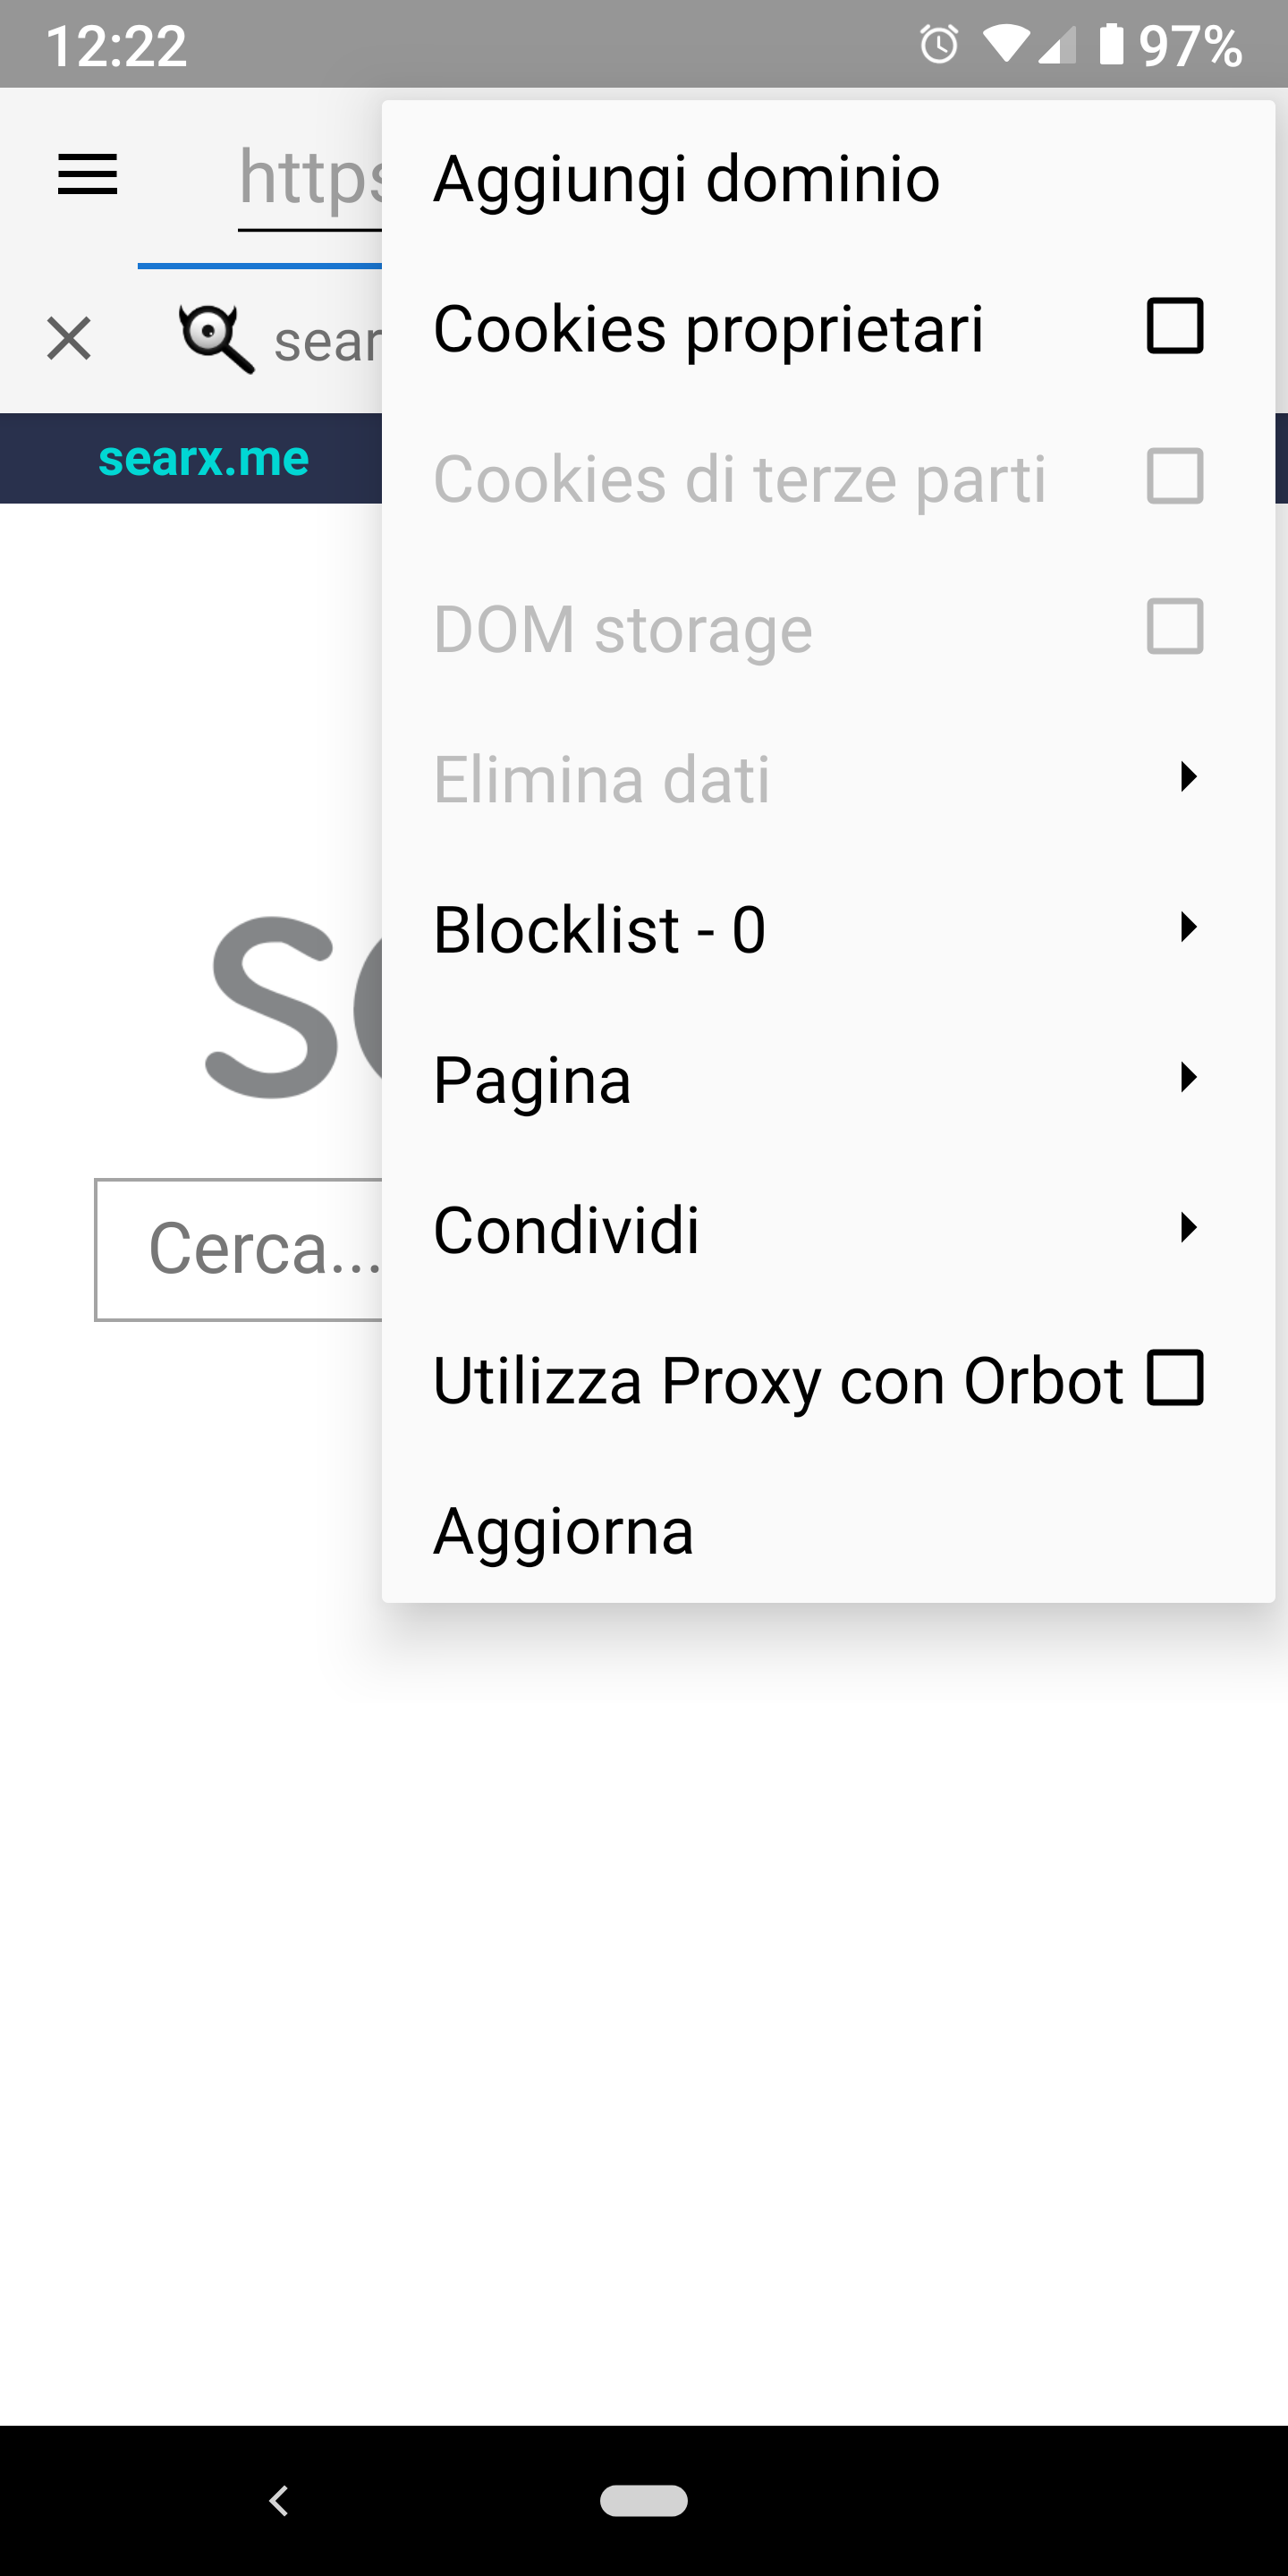 12:22
97%
https
Aggiungi dominio
Cookies proprietari
sear
searx.me
Cookies di terze parti
DOM storage
Elimina dati
Blocklist - 0
Pagina
Condividi
Cerca...
Utilizza Proxy con Orbot
Aggiorna